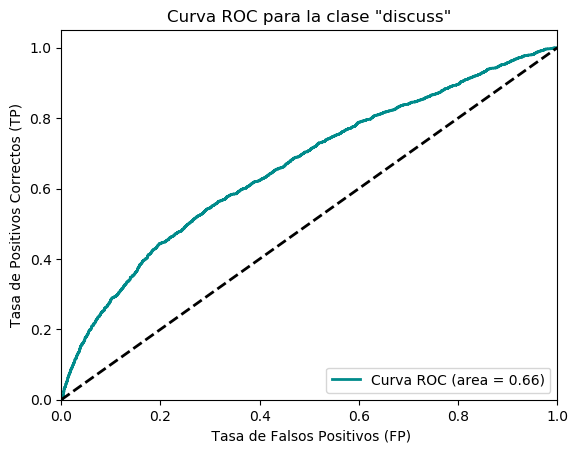 Curva ROC para la clase "discuss"
1.0
0.8
0.6
0.4
0.2
0.0
Tasa de Positivos Correctos (TP)
Curva ROC (area = 0.66)
0.0 0.2 0.4 0.6 0.8 1.0
Tasa de Falsos Positivos (FP)